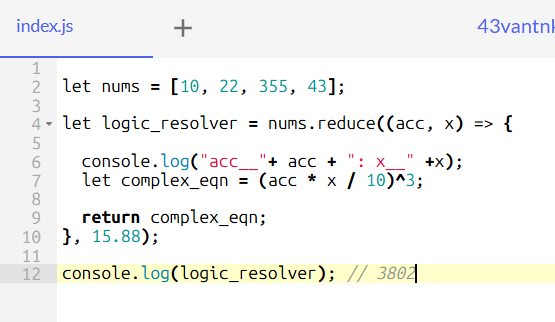 index.js + 43vantnk
1
2 let nums = [10, 22, 355, 43];
3
4 let logic_resolver = nums.reduce((acc, x) => {
5
6 console.log("acc__"+ acc + ": x__" +x);
7 let complex_eqn = (acc * x / 10)^3;
8
9 return complex_eqn;
10 }, 15.88);
11
12 console.log(logic_resolver); // 3802